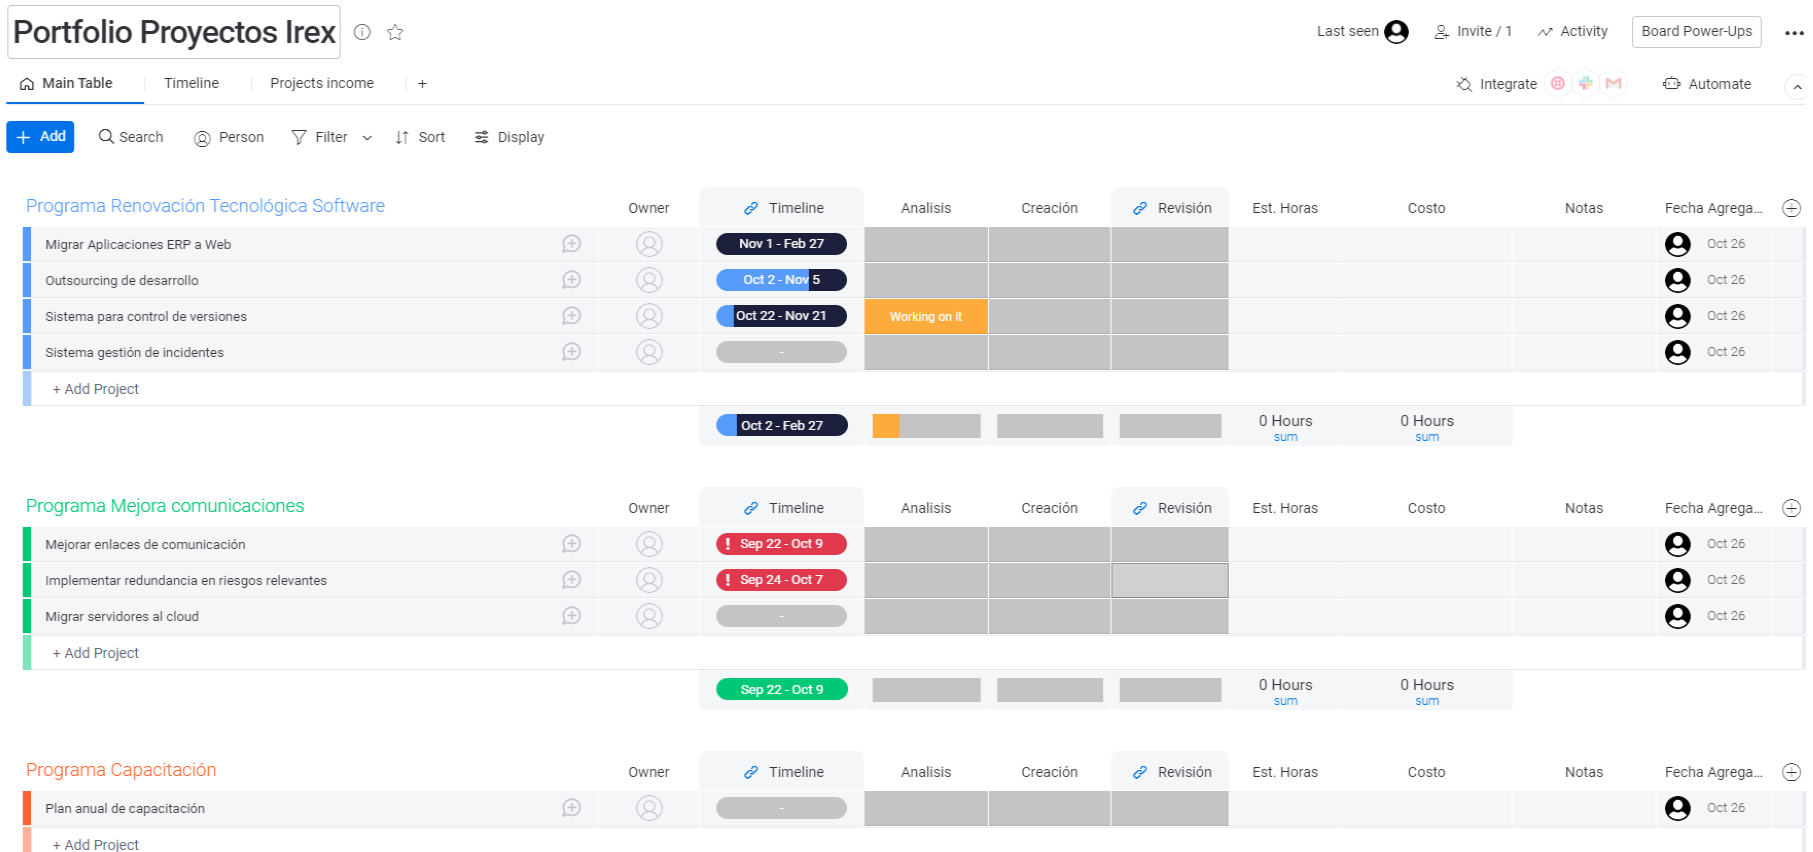 Portfolio Proyectos Irex
Last seen
Invite / 1
Activity
Board Power-Ups
Main Table
Timeline
Projects income
+
Integrate
Automate
+ Add
Search
Person
Filter
Sort
Display
Programa Renovación Tecnológica Software Owner Timeline Analisis Creación Revisión Est. Horas Costo Notas Fecha Agrega...
Migrar Aplicaciones ERP a Web Nov 1 - Feb 27 Oct 26
Outsourcing de desarrollo Oct 2 - Nov 5 Oct 26
Sistema para control de versiones Oct 22 - Nov 21 Working on it Oct 26
Sistema gestión de incidentes - Oct 26
+ Add Project
Oct 2 - Feb 27 0 Hours 0 Hours
sum sum
Programa Mejora comunicaciones Owner Timeline Analisis Creación Revisión Est. Horas Costo Notas Fecha Agrega...
Mejorar enlaces de comunicación ! Sep 22 - Oct 9 Oct 26
Implementar redundancia en riesgos relevantes ! Sep 24 - Oct 7 Oct 26
Migrar servidores al cloud - Oct 26
+ Add Project
Sep 22 - Oct 9 0 Hours 0 Hours
sum sum
Programa Capacitación Owner Timeline Analisis Creación Revisión Est. Horas Costo Notas Fecha Agrega...
Plan anual de capacitación - Oct 26
+ Add Project